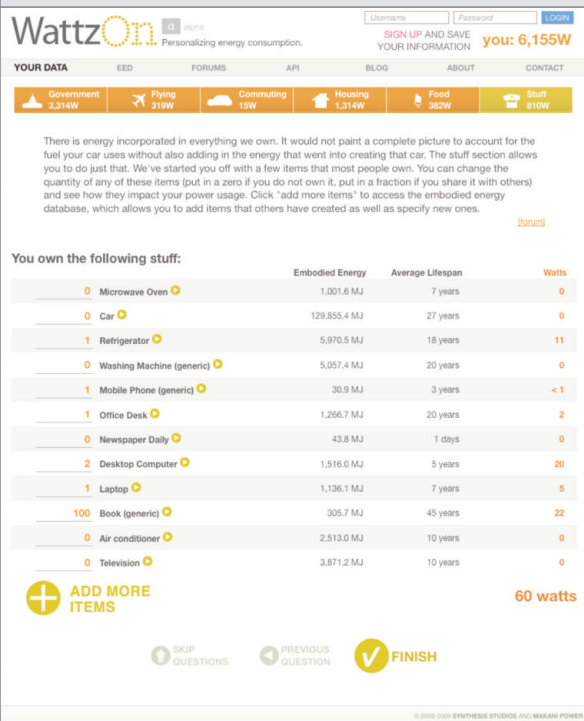 WattzOn α alpha
Personalizing energy consumption.
Username Password LOGIN
SIGN UP AND SAVE
YOUR INFORMATION
you: 6,155W
YOUR DATA EED FORUMS API BLOG ABOUT CONTACT
Government Flying Commuting Housing Food Stuff
3,314W 319W 15W 1,314W 382W 810W
There is energy incorporated in everything we own. It would not paint a complete picture to account for the
fuel your car uses without also adding in the energy that went into creating that car. The stuff section allows
you to do just that. We've started you off with a few items that most people own. You can change the
quantity of any of these items (put in a zero if you do not own it, put in a fraction if you share it with others)
and see how they impact your power usage. Click "add more items" to access the embodied energy
database, which allows you to add items that others have created as well as specify new ones.
[forum]
You own the following stuff:
Embodied Energy Average Lifespan Watts
0 Microwave Oven 1,001.6 MJ 7 years 0
0 Car 129,855.4 MJ 27 years 0
1 Refrigerator 5,970.5 MJ 18 years 11
0 Washing Machine (generic) 5,057.4 MJ 20 years 0
1 Mobile Phone (generic) 30.9 MJ 3 years < 1
1 Office Desk 1,266.7 MJ 20 years 2
0 Newspaper Daily 43.8 MJ 1 days 0
2 Desktop Computer 1,516.0 MJ 5 years 20
1 Laptop 1,136.1 MJ 7 years 5
100 Book (generic) 305.7 MJ 45 years 22
0 Air conditioner 2,513.0 MJ 10 years 0
0 Television 3,871.2 MJ 10 years 0
ADD MORE
ITEMS
60 watts
SKIP
QUESTIONS
PREVIOUS
QUESTION
FINISH
© 2008-2009 SYNTHESIS STUDIOS AND MAKANI POWER